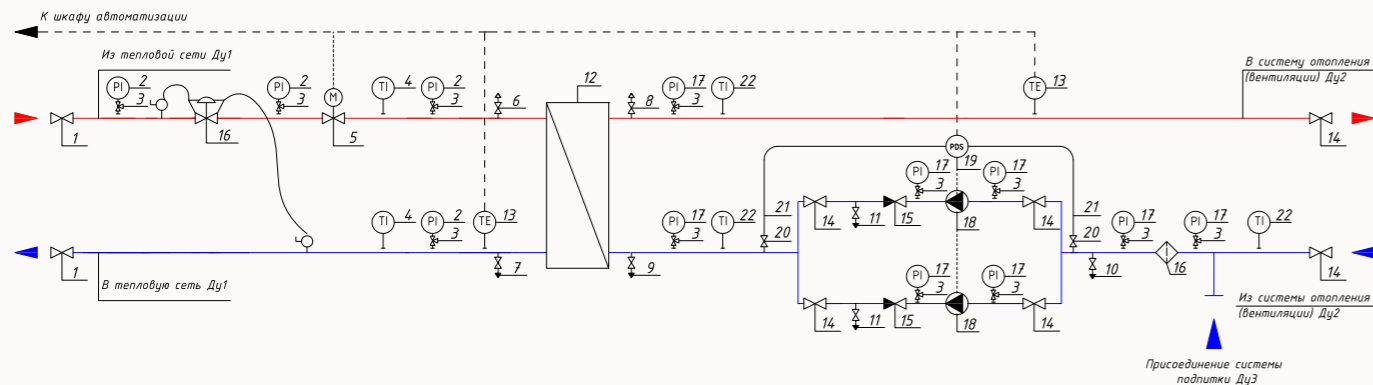 К шкафу автоматизации
Из тепловой сети Ду1
PI 2
3
16
PI 2
3
M
5
TI 4
PI 2
3
6
12
8
PI 17
3
TI 22
TE 13
В систему отопления
(вентиляции) Ду2
1
14
PDS
19
PI 17
3
PI 17
3
21
20
14
11
15
18
14
21
20
TI 4
PI 2
3
TE 13
PI 17
3
TI 22
PI 17
3
PI 17
3
TI 22
1
7
9
10
16
14
В тепловую сеть Ду1
PI 17
3
PI 17
3
14
11
15
18
14
Из системы отопления
(вентиляции) Ду2
Присоединение системы
подпитки Ду3